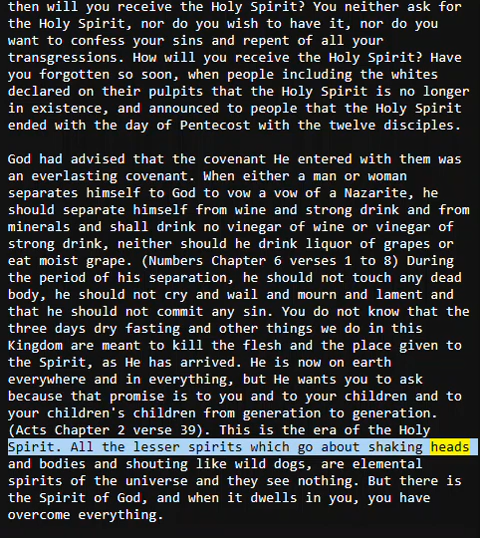 then will you receive the Holy Spirit? You neither ask for
the Holy Spirit, nor do you wish to have it, nor do you
want to confess your sins and repent of all your
transgressions. How will you receive the Holy Spirit? Have
you forgotten so soon, when people including the whites
declared on their pulpits that the Holy Spirit is no longer
in existence, and announced to people that the Holy Spirit
ended with the day of Pentecost with the twelve disciples.

God had advised that the covenant He entered with them was
an everlasting covenant. When either a man or woman
separates himself to God to vow a vow of a Nazarite, he
should separate himself from wine and strong drink and from
minerals and shall drink no vinegar of wine or vinegar of
strong drink, neither should he drink liquor of grapes or
eat moist grape. (Numbers Chapter 6 verses 1 to 8) During
the period of his separation, he should not touch any dead
body, he should not cry and wail and mourn and lament and
that he should not commit any sin. You do not know that the
three days dry fasting and other things we do in this
Kingdom are meant to kill the flesh and the place given to
the Spirit, as He has arrived. He is now on earth
everywhere and in everything, but He wants you to ask
because that promise is to you and to your children and to
your children's children from generation to generation.
(Acts Chapter 2 verse 39). This is the era of the Holy
Spirit. All the lesser spirits which go about shaking heads
and bodies and shouting like wild dogs, are elemental
spirits of the universe and they see nothing. But there is
the Spirit of God, and when it dwells in you, you have
overcome everything.